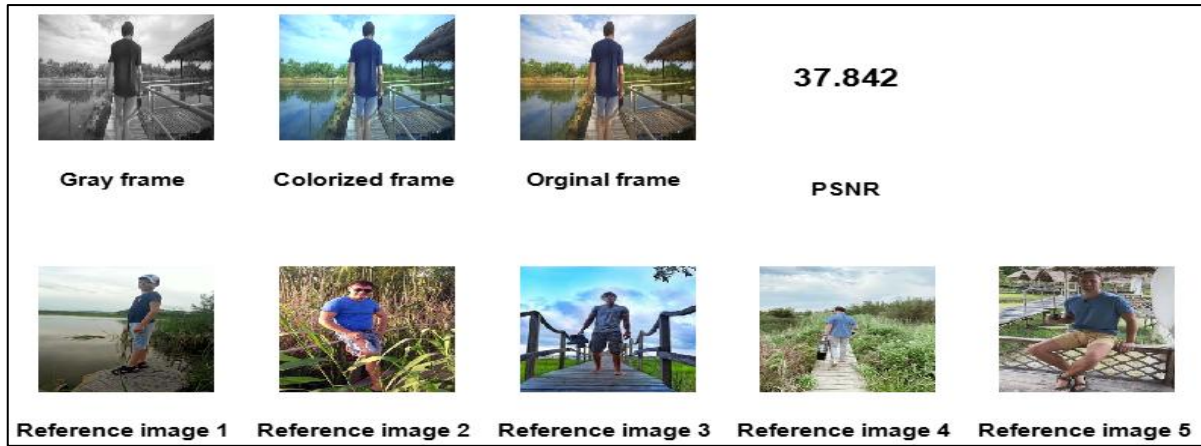 37.842
Gray frame
Colorized frame
Orginal frame
PSNR
Reference image 1
Reference image 2
Reference image 3
Reference image 4
Reference image 5